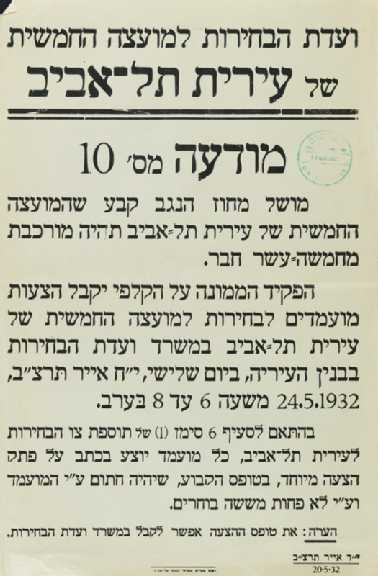 ועדת הבחירות למועצה החמשית
של עירית תל־אביב
מודעה מס׳ 10
מושל מחוז הנגב קבע שהמועצה
החמשית של עירית תל־אביב תהיה מורכבת
מחמשה־עשר חבר.
הפקיד הממונה על הקלפי יקבל הצעות
מועמדים לבחירות למועצה החמשית של
עירית תל־אביב במשרד ועדת הבחירות
בבנין העיריה, ביום שלישי, י״ח אייר תרצ״ב,
24.5.1932 משעה 6 עד 8 בערב.
בהתאם לסעיף 6 סימן (1) של תוספת צו הבחירות
לעירית תל־אביב, כל מועמד יוצע בכתב על פתק
הצעה מיוחד, בטופס הקבוע, שיהיה חתום ע״י המועמד
וע״י לא פחות מששה בוחרים.
הערה: את טופס ההצעה אפשר לקבל במשרד ועדת הבחירות.
י״ד אייר תרצ״ב
20-5-32